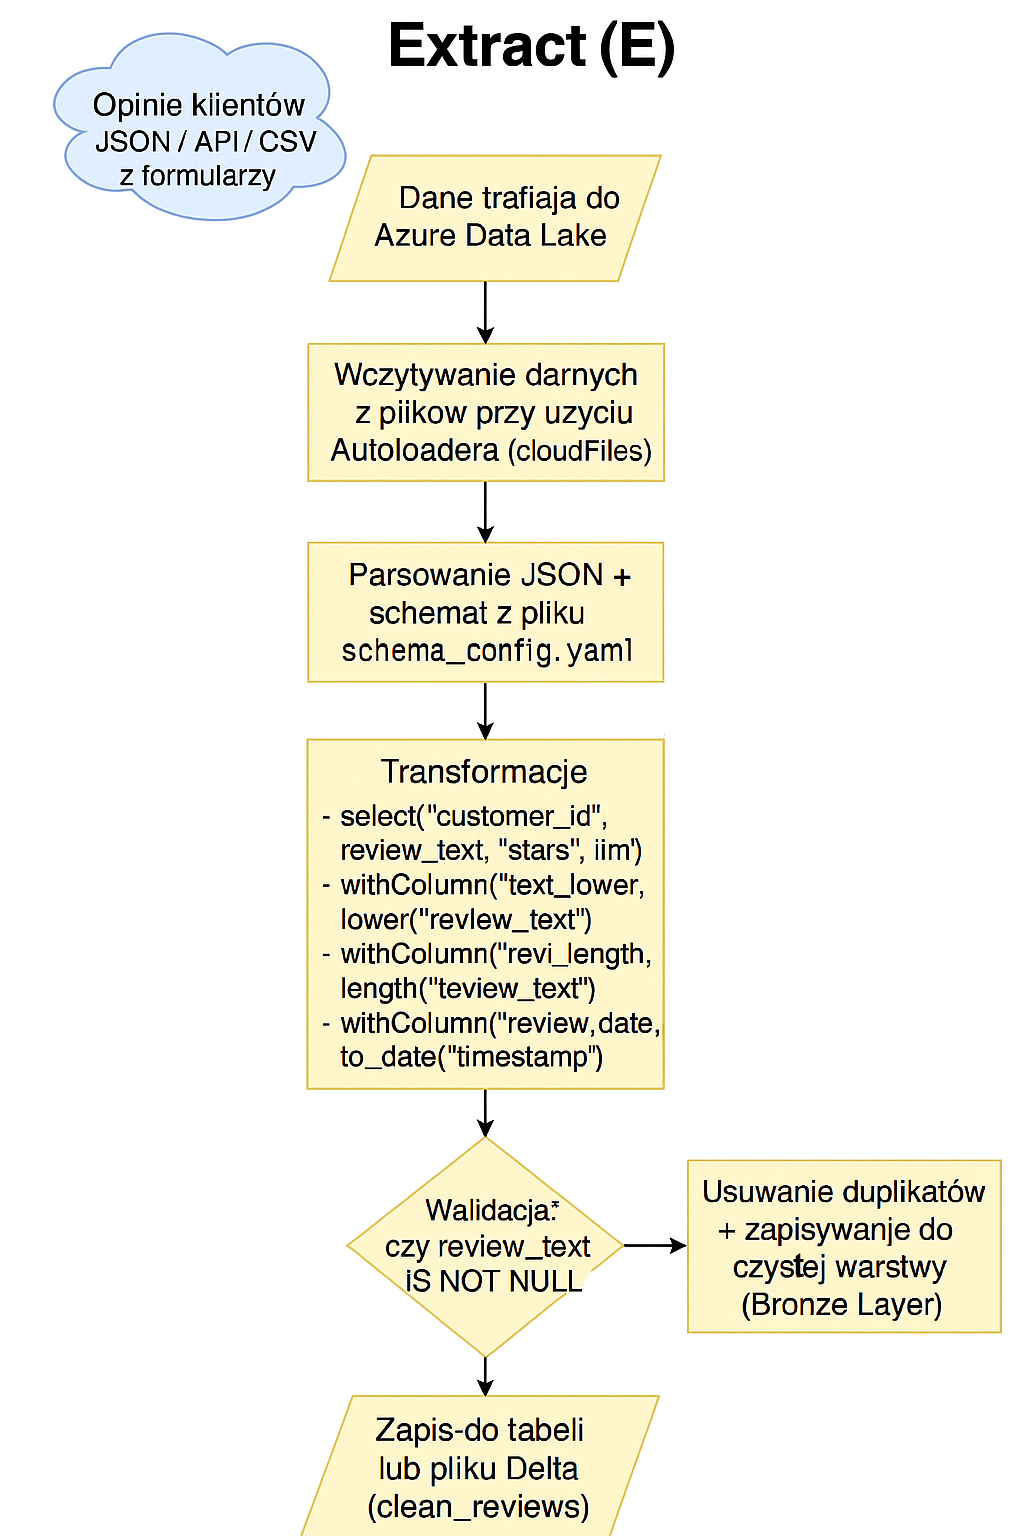 Extract (E)
Opinie kliientów
JSON / API / CSV
z formularzy
Dane trafiaja do
Azure Data Lake
Wczytywanie darnych
z piikow przy uzyciu
Autoloadera (cloudFiles)
Parsowanie JSON +
schemat z pliku
schema_config.yaml
Transformacje
- select("customer_id",
review_text, "stars", iim')
- withColumn("text_lower,
lower("revlew_text")
- withColumn("revi_length,
length("teview_text")
- withColumn("review,date,
to_date("timestamp")
Walidacja:*
czy review_text
iS NOT NULL
Usuwanie duplikatów
+ zapisywanje do
czystej warstwy
(Bronze Layer)
Zapis-do tabeli
lub pliku Delta
(clean_reviews)